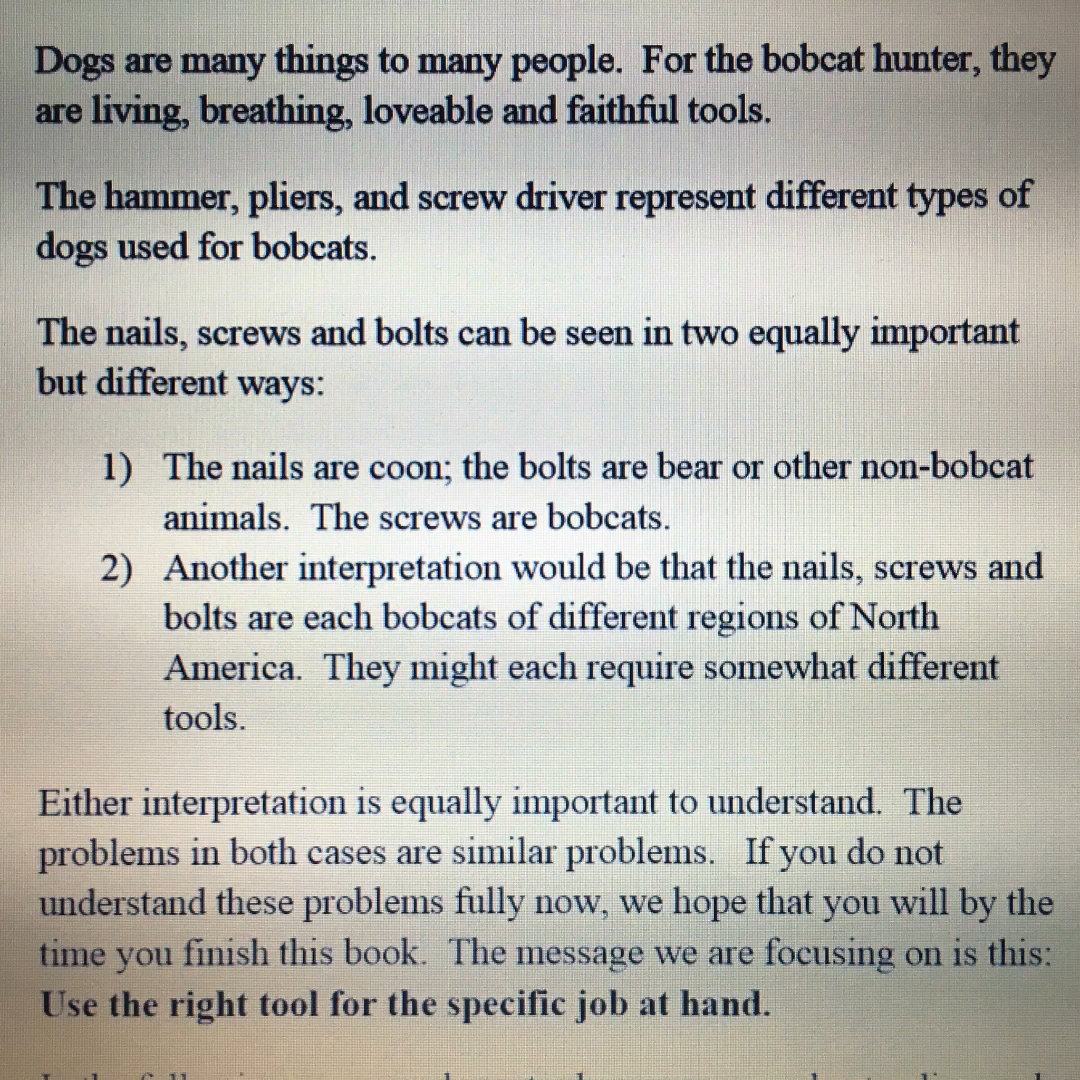 Dogs are many things to many people.  For the bobcat hunter, they
are living, breathing, loveable and faithful tools.
The hammer, pliers, and screw driver represent different types of
dogs used for bobcats.
The nails, screws and bolts can be seen in two equally important
but different ways:
1) The nails are coon; the bolts are bear or other non-bobcat
animals.  The screws are bobcats.
2) Another interpretation would be that the nails, screws and
bolts are each bobcats of different regions of North
America.  They might each require somewhat different
tools.
Either interpretation is equally important to understand.  The
problems in both cases are similar problems.   If you do not
understand these problems fully now, we hope that you will by the
time you finish this book.  The message we are focusing on is this:
Use the right tool for the specific job at hand.